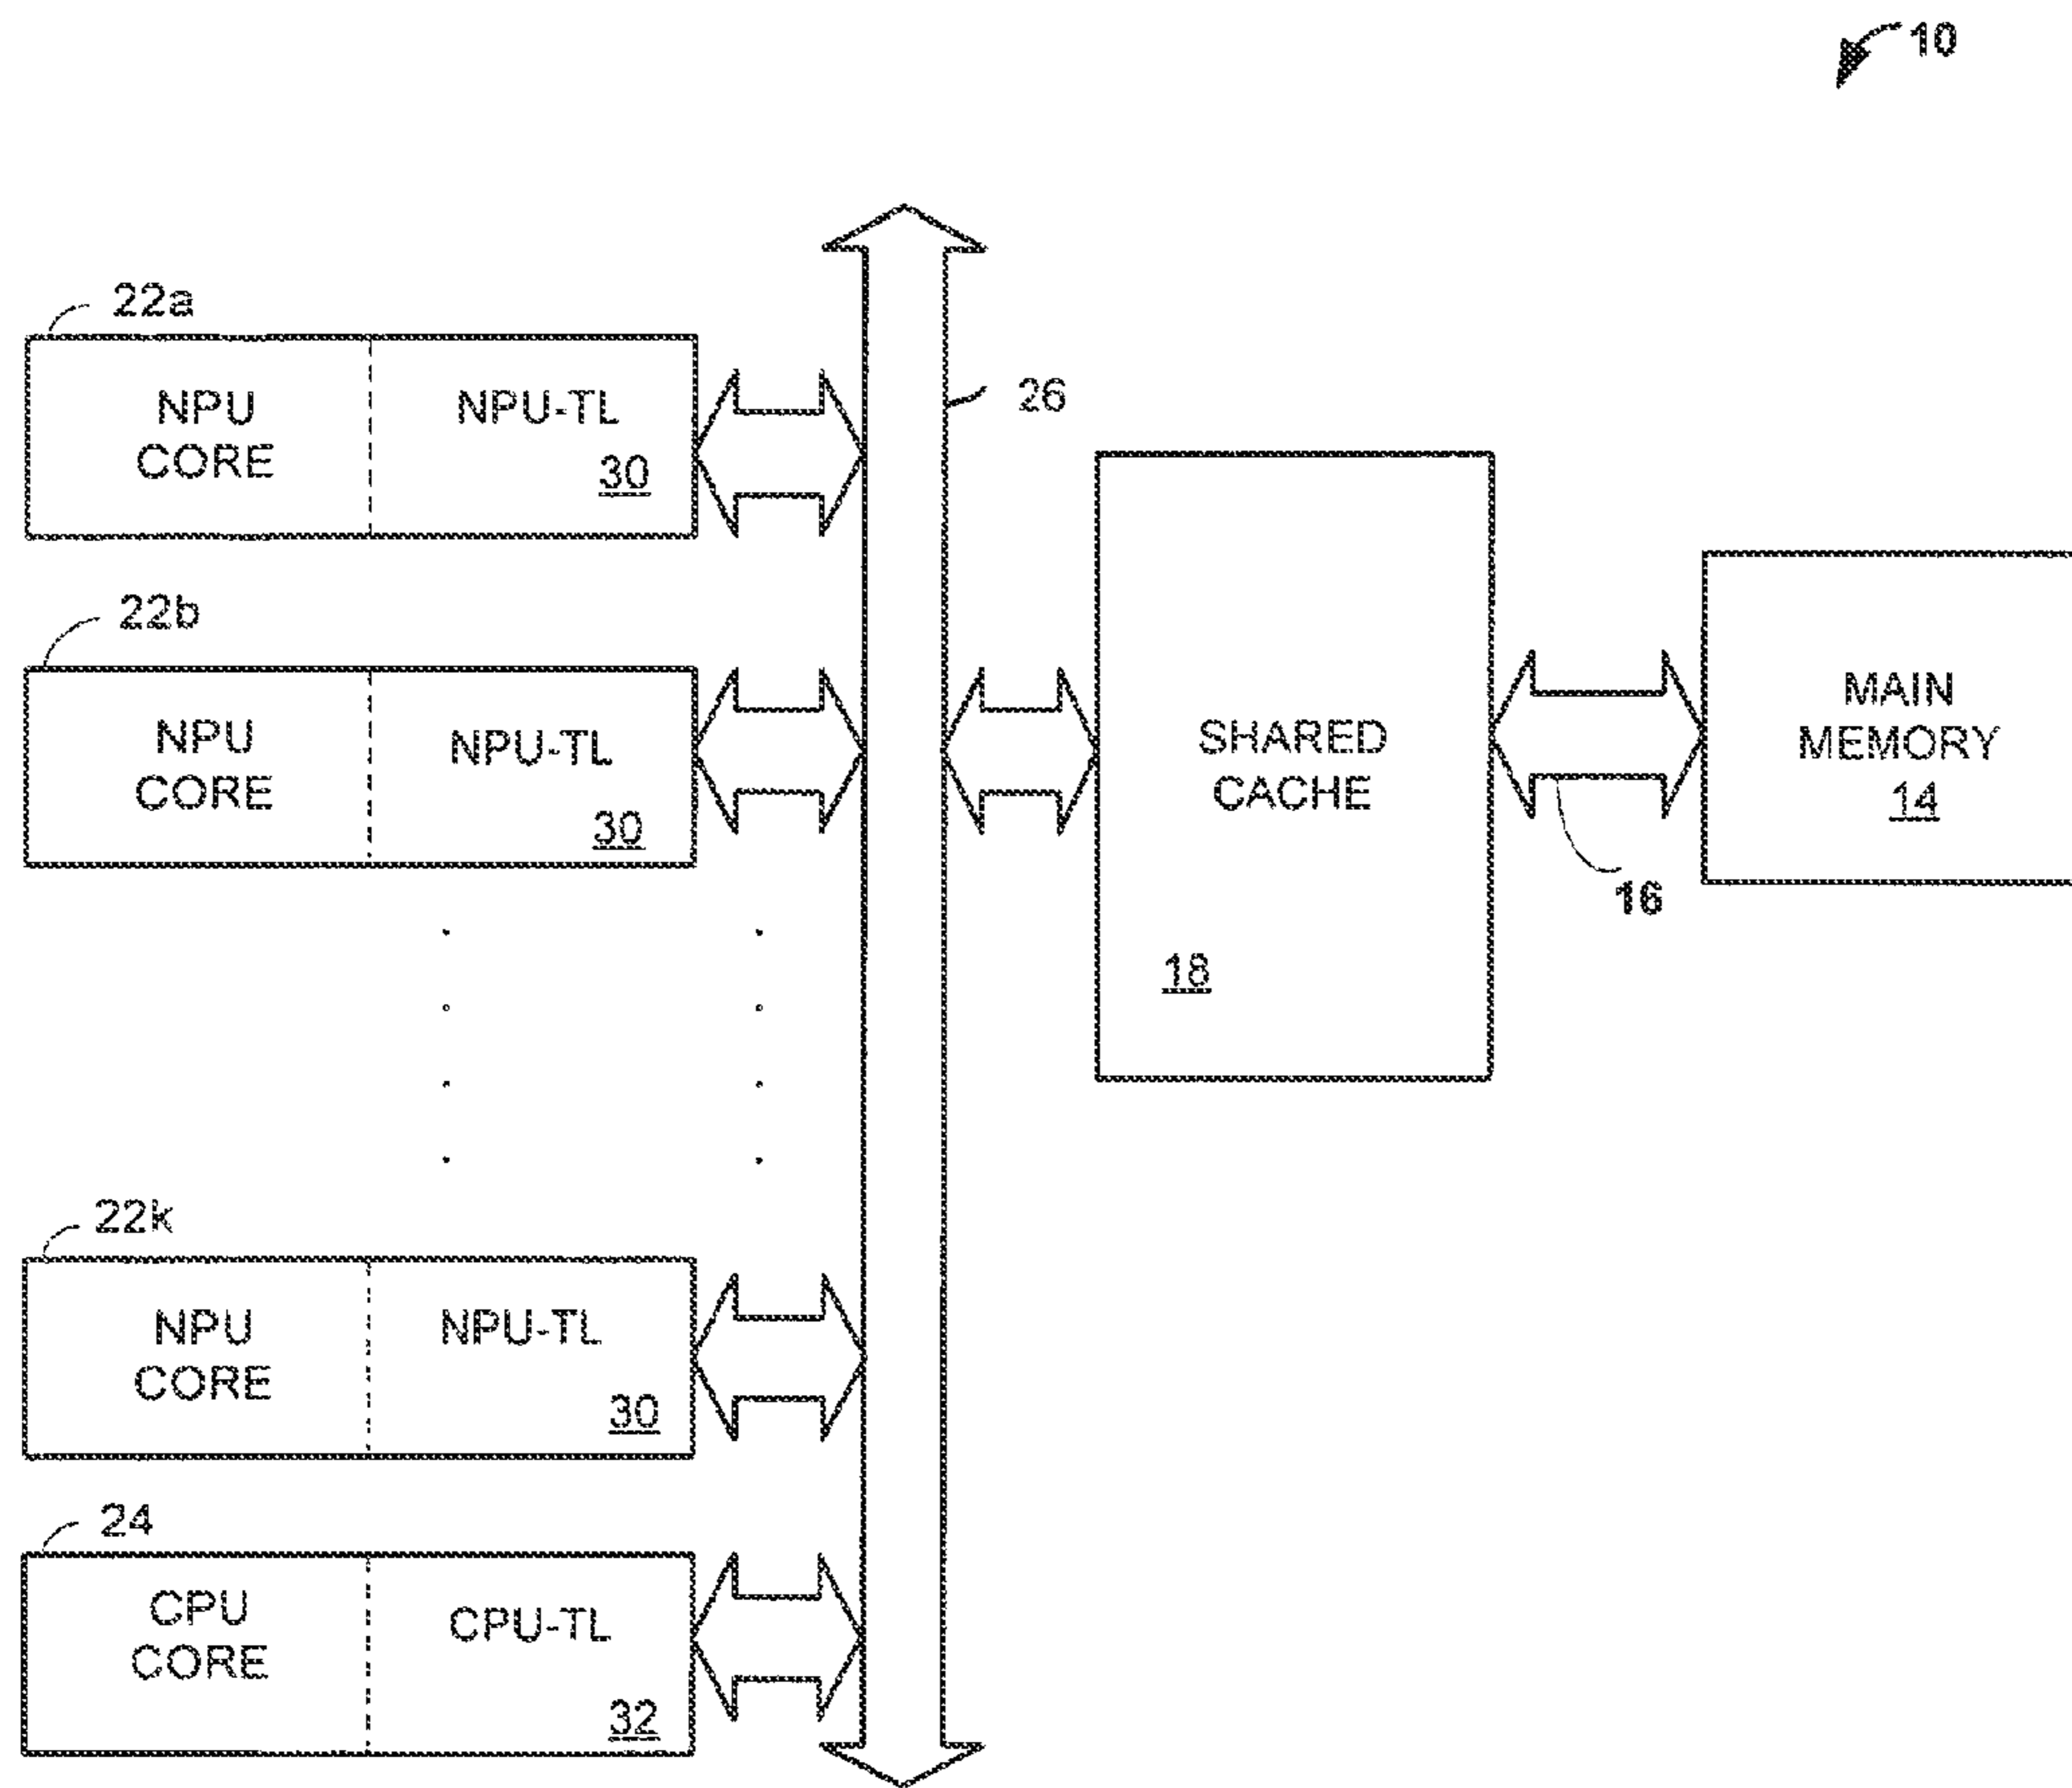 10
22a
NPU
CORE
NPU-TL
30
26
22b
NPU
CORE
NPU-TL
30
SHARED
CACHE
18
MAIN
MEMORY
14
16
22k
NPU
CORE
NPU-TL
30
24
CPU
CORE
CPU-TL
32